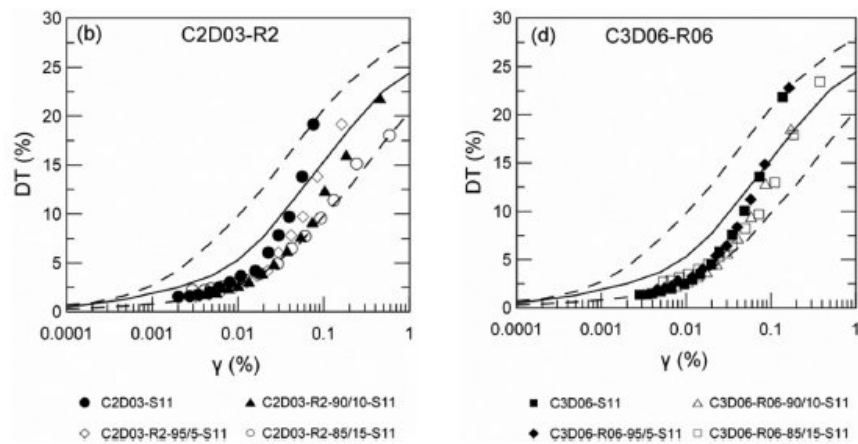 (b) C2D03-R2
30
25
20
15
10
5
0
DT (%)
0.0001 0.001 0.01 0.1 1
γ (%)
C2D03-S11
C2D03-R2-90/10-S11
C2D03-R2-95/5-S11
C2D03-R2-85/15-S11
(d) C3D06-R06
30
25
20
15
10
5
0
DT (%)
0.0001 0.001 0.01 0.1 1
γ (%)
C3D06-S11
C3D06-R06-90/10-S11
C3D06-R06-95/5-S11
C3D06-R06-85/15-S11